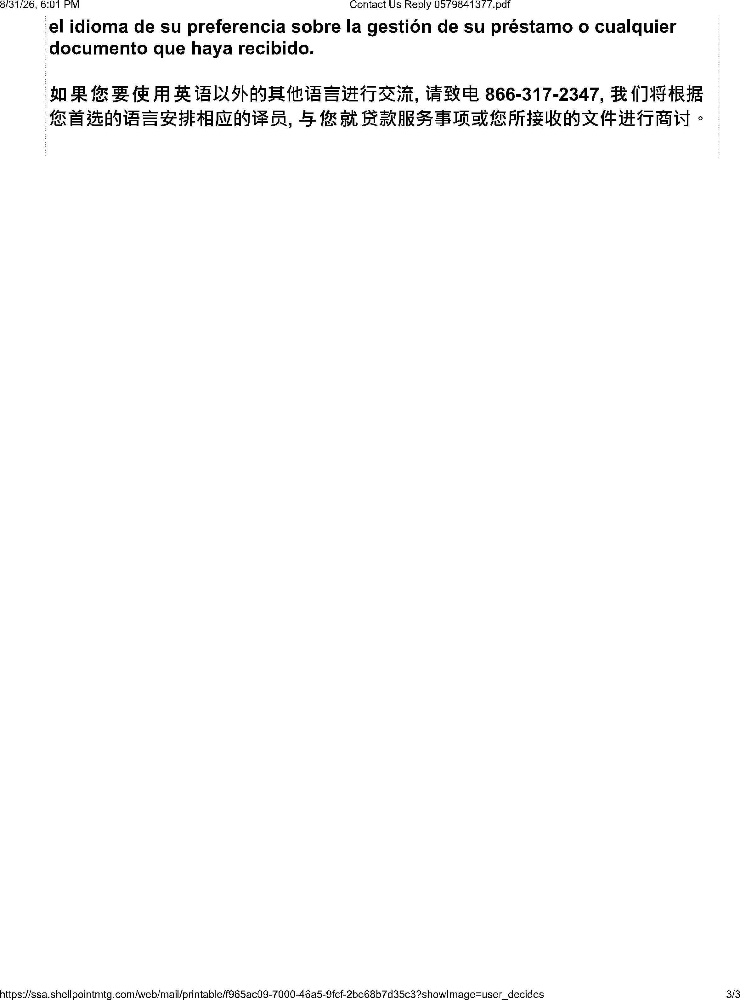 8/31/26, 6:01 PM Contact Us Reply 0579841377.pdf
el idioma de su preferencia sobre la gestión de su préstamo o cualquier
documento que haya recibido.
如果您要使用英语以外的其他语言进行交流, 请致电 866-317-2347, 我们将根据
您首选的语言安排相应的译员, 与您就贷款服务事项或您所接收的文件进行商讨。
https://ssa.shellpointmtg.com/web/mail/printable/f965ac09-7000-46a5-9fcf-2be68b7d35c3?showImage=user_decides 3/3